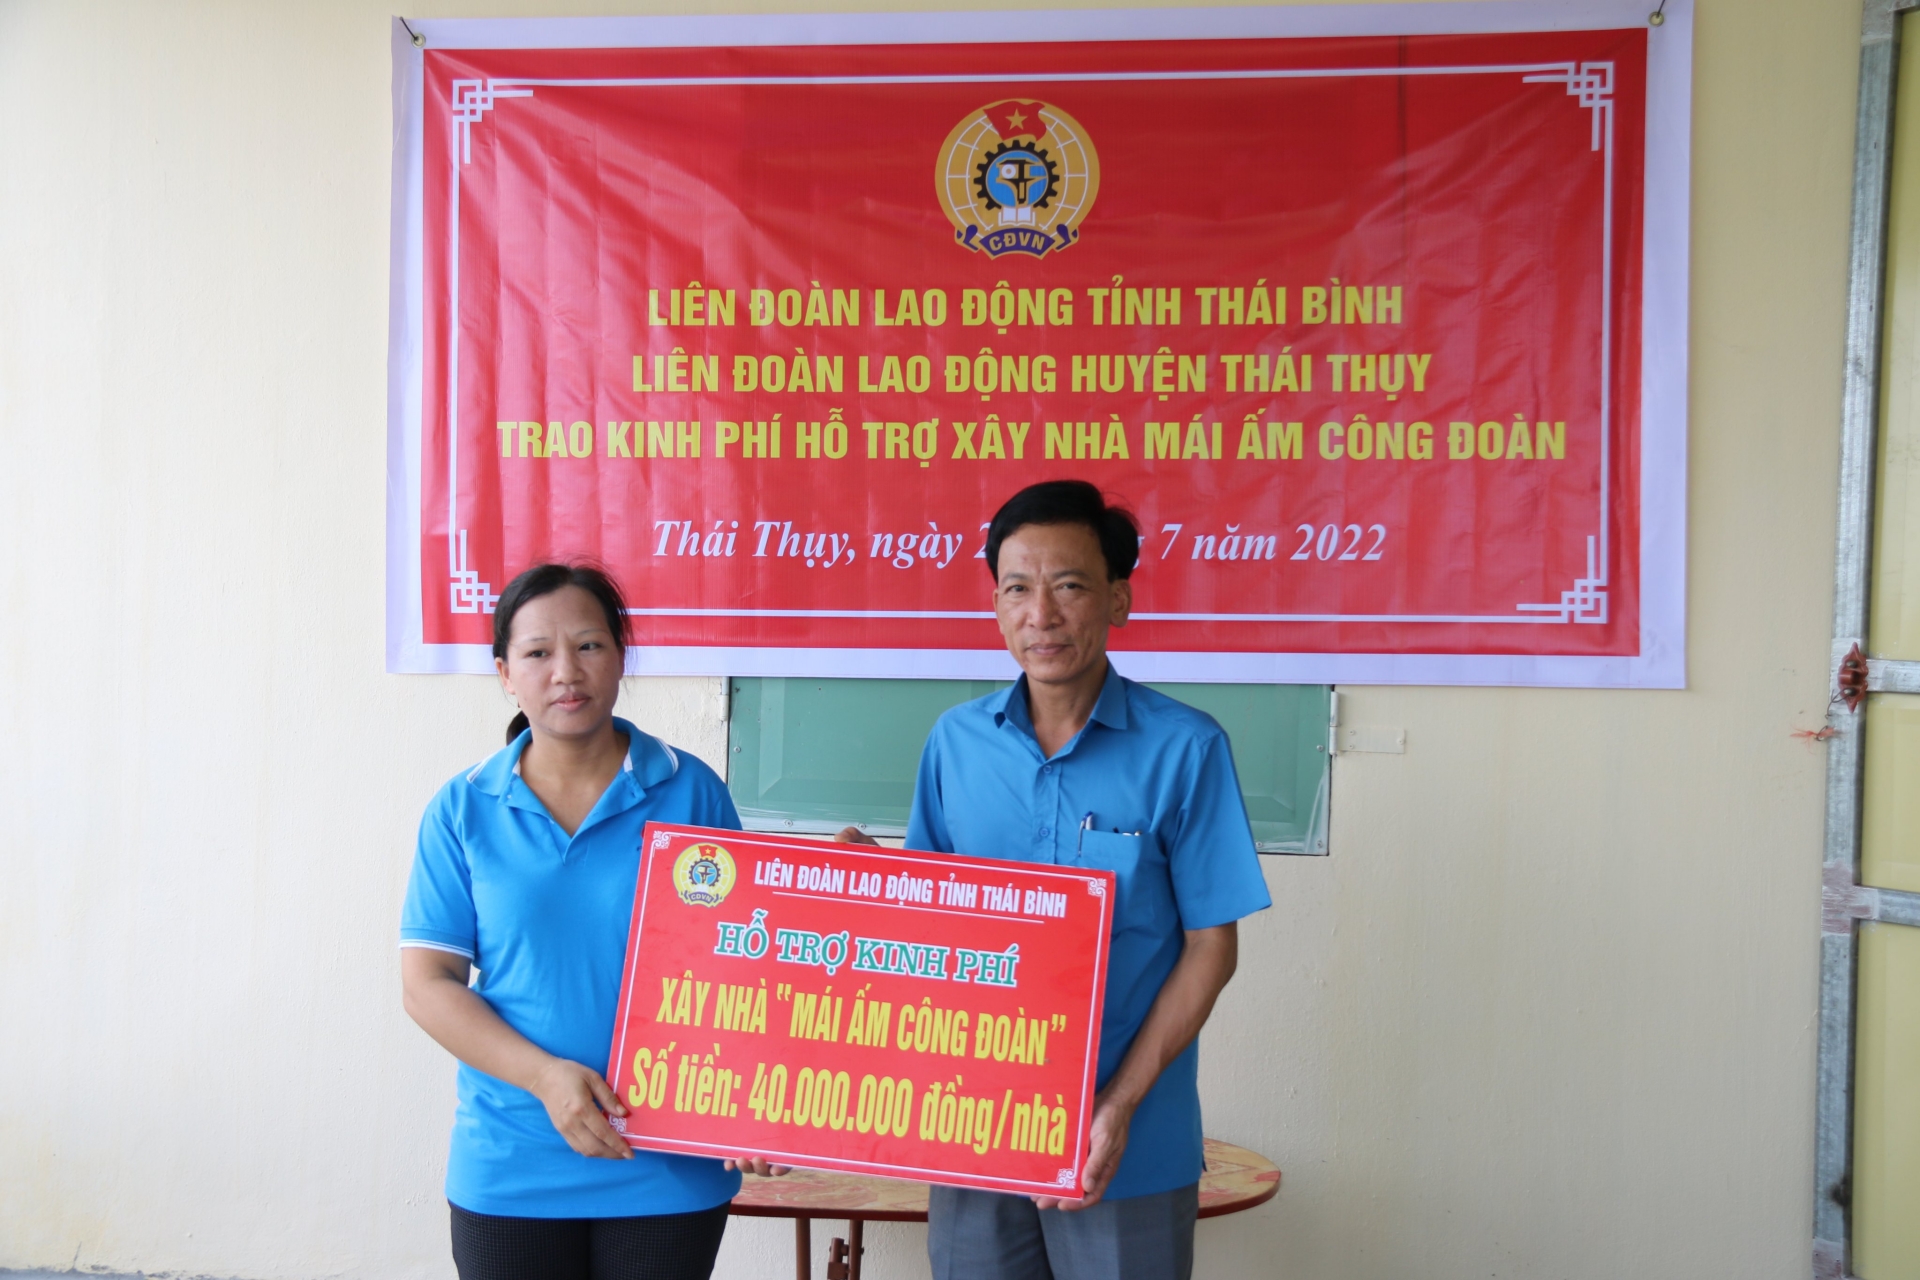 CĐVN
LIÊN ĐOÀN LAO ĐỘNG TỈNH THÁI BÌNH
LIÊN ĐOÀN LAO ĐỘNG HUYỆN THÁI THỤY
TRAO KINH PHÍ HỖ TRỢ XÂY NHÀ MÁI ẤM CÔNG ĐOÀN
Thái Thụy, ngày 7 năm 2022
CĐVN
LIÊN ĐOÀN LAO ĐỘNG TỈNH THÁI BÌNH
HỖ TRỢ KINH PHÍ
XÂY NHÀ "MÁI ẤM CÔNG ĐOÀN"
Số tiền: 40.000.000 đồng/nhà